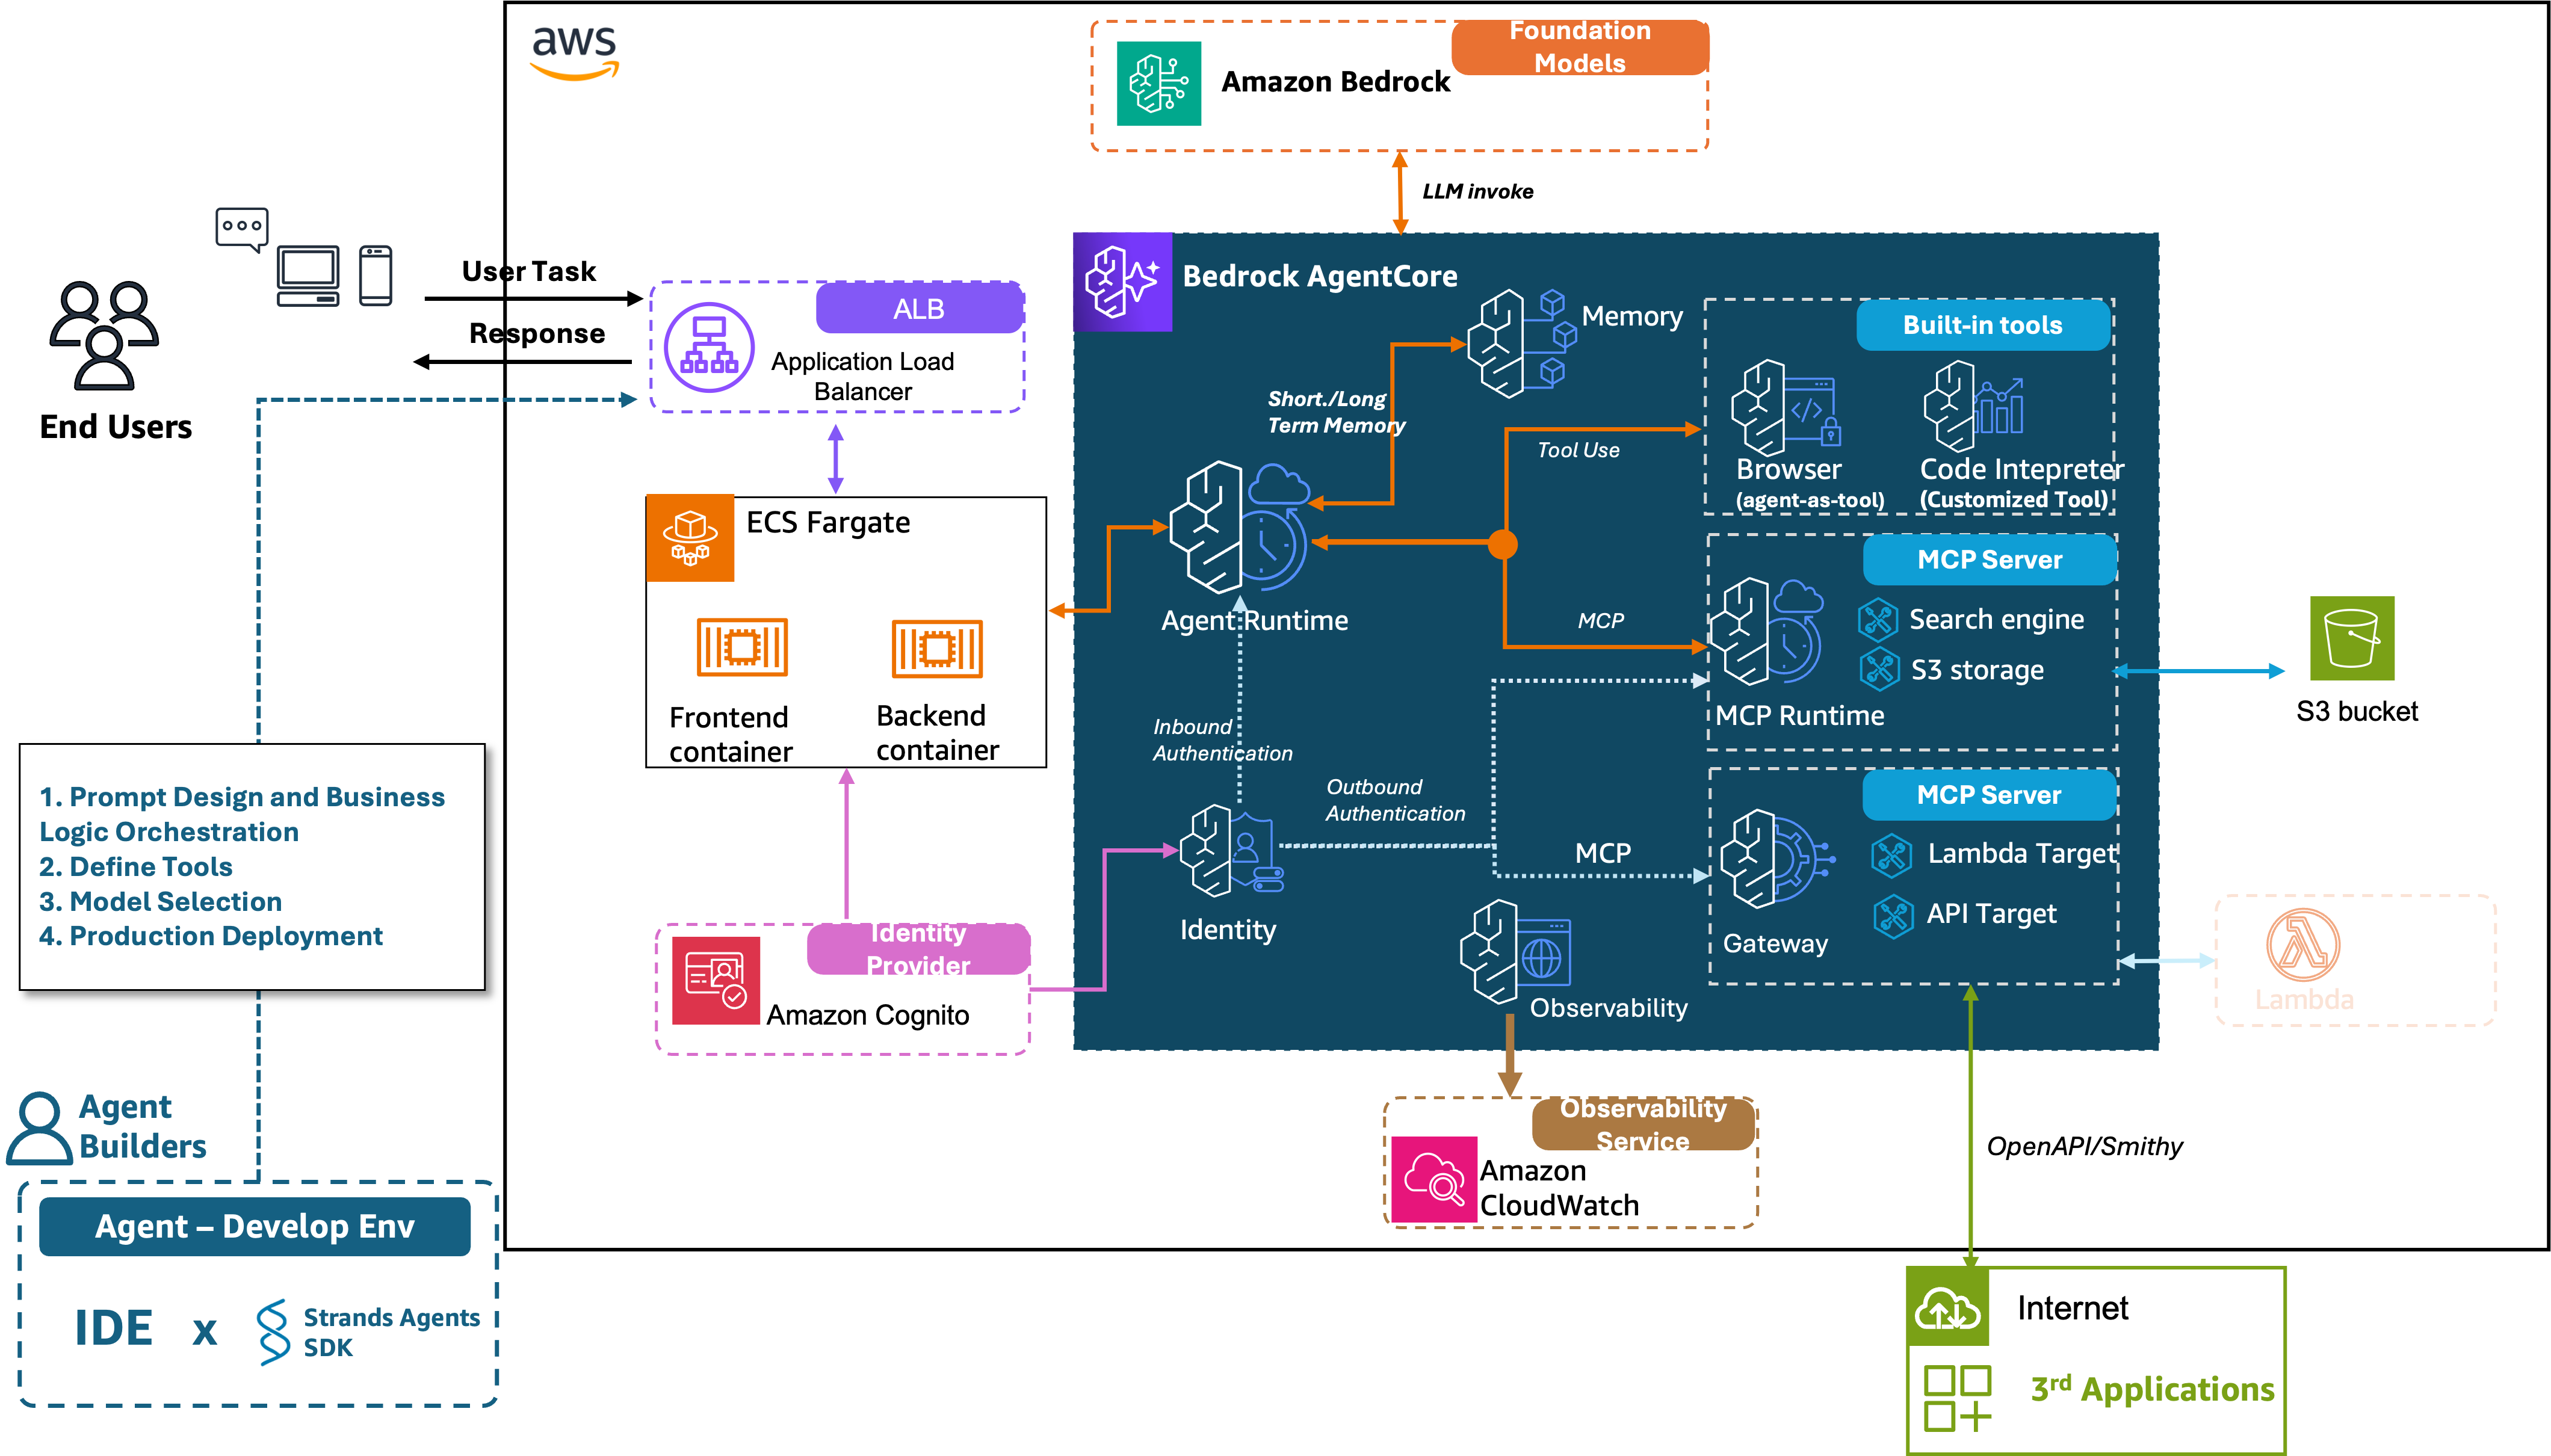 aws
Foundation
Models
Amazon Bedrock
LLM invoke
User Task
Response
End Users
ALB
Application Load
Balancer
Bedrock AgentCore
Memory
Short./Long
Term Memory
Tool Use
Built-in tools
Browser
(agent-as-tool)
Code Intepreter
(Customized Tool)
ECS Fargate
Frontend
container
Backend
container
Agent Runtime
MCP
MCP Server
Search engine
S3 storage
MCP Runtime
S3 bucket
Inbound
Authentication
Outbound
Authentication
MCP
MCP Server
Lambda Target
API Target
Gateway
Identity
Observability
Lambda
1. Prompt Design and Business
Logic Orchestration
2. Define Tools
3. Model Selection
4. Production Deployment
Identity
Provider
Amazon Cognito
Agent
Builders
Agent – Develop Env
IDE x Strands Agents
SDK
Observability
Service
Amazon
CloudWatch
OpenAPI/Smithy
Internet
3rd Applications